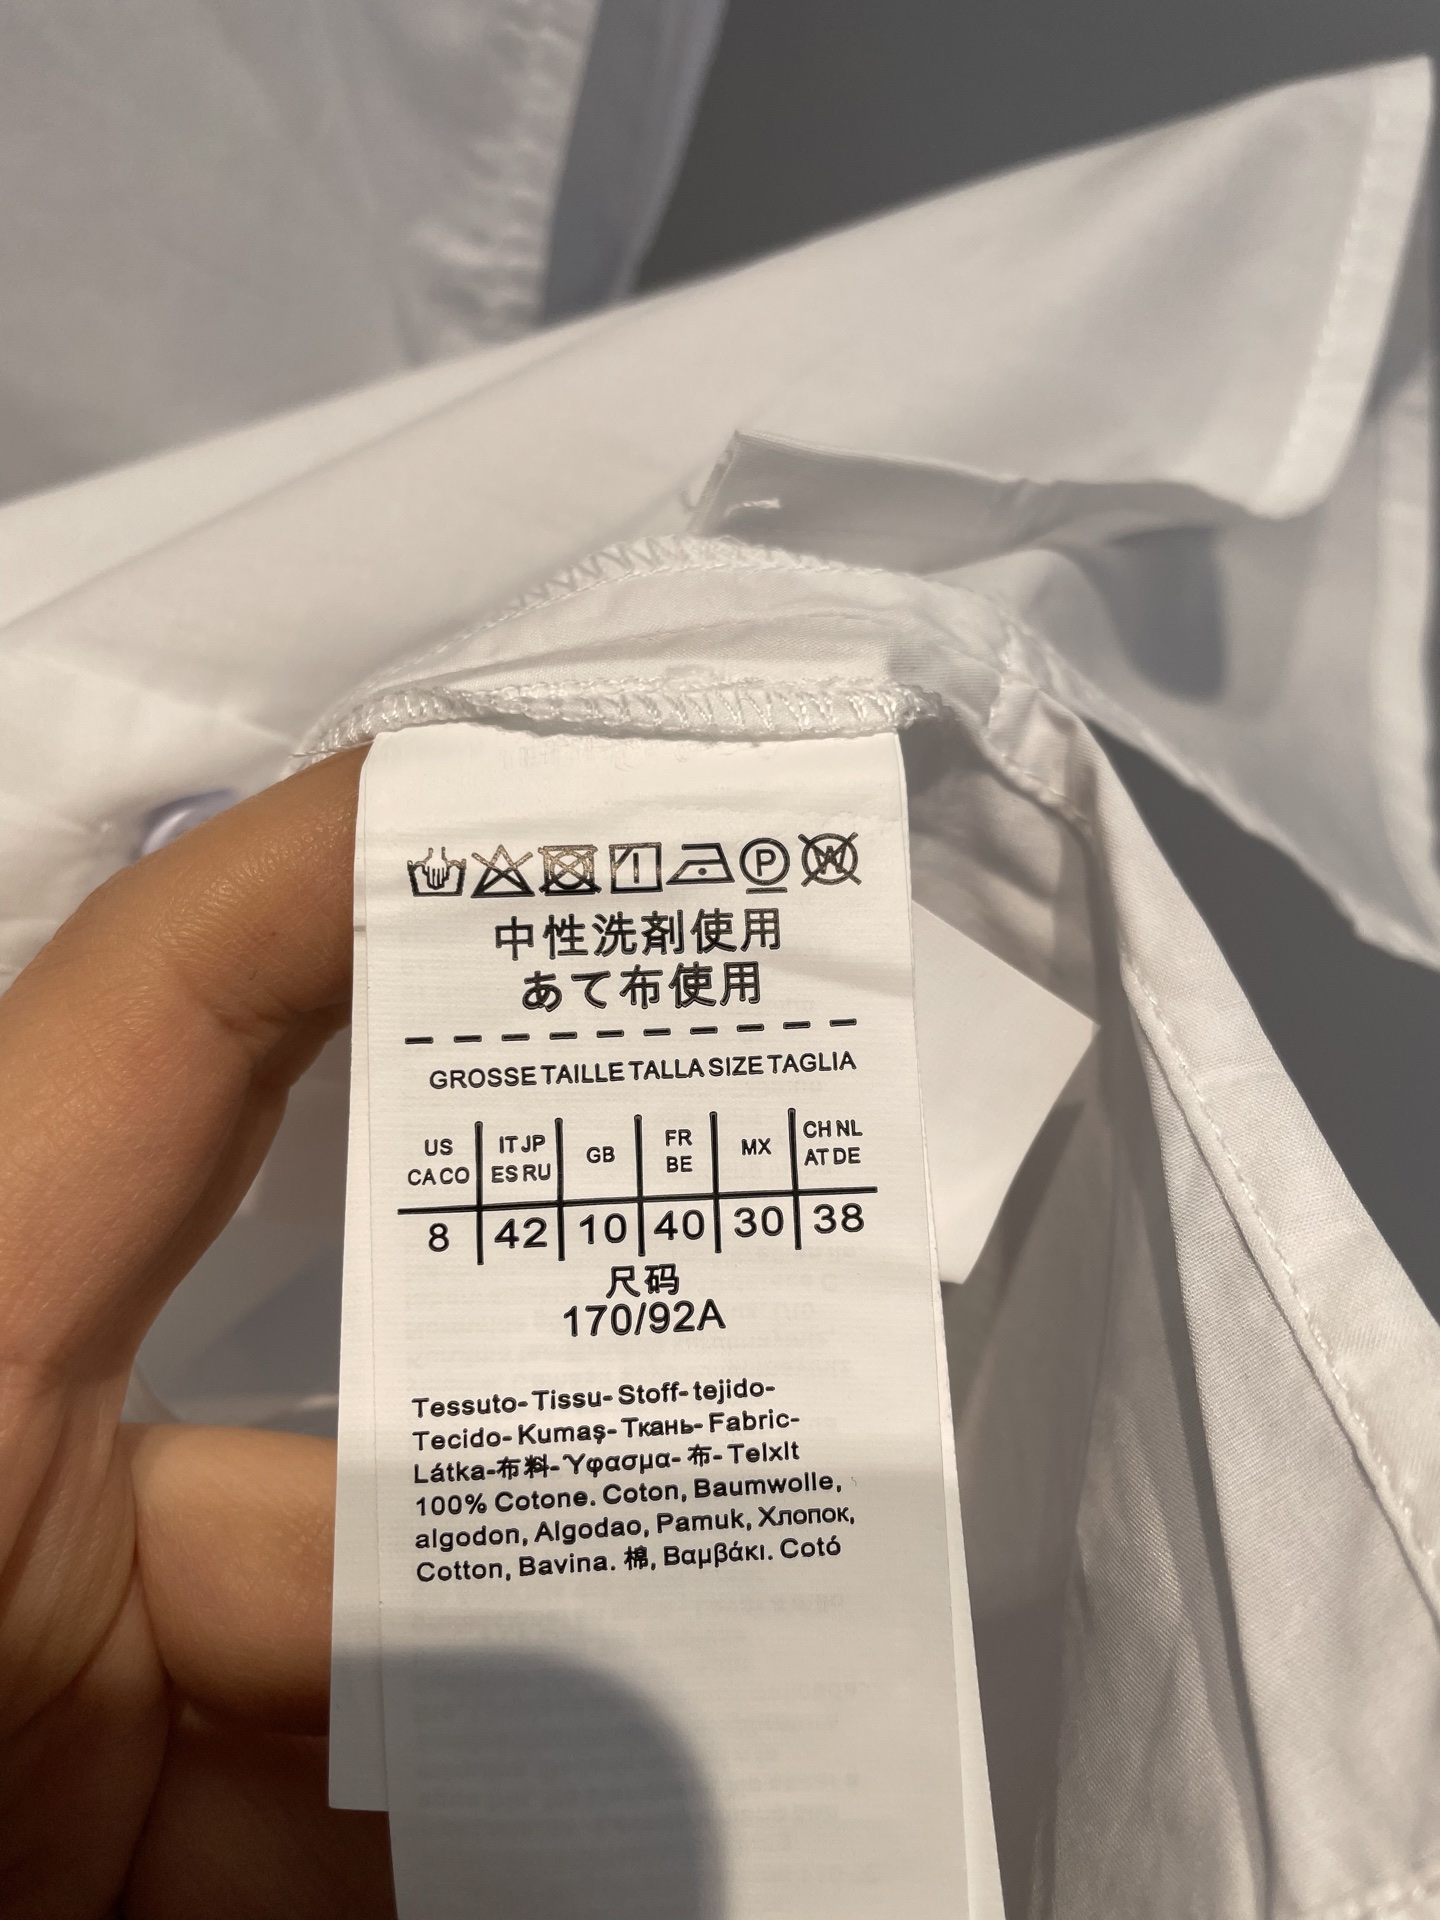 中性洗剤使用
あて布使用
GROSSE TAILLE TALLA SIZE TAGLIA
US CA CO
IT JP ES RU
GB
FR BE
MX
CH NL AT DE
8 42 10 40 30 38
尺码
170/92A
Tessuto-Tissu-Stoff-tejido-
Tecido-Kumaş-Ткань-Fabric-
Látka-布料-Ύφασμα-布-Telxlt
100% Cotone. Coton, Baumwolle,
algodon, Algodao, Pamuk, Хлопок,
Cotton, Bavina. 棉, Βαμβάκι. Cotó